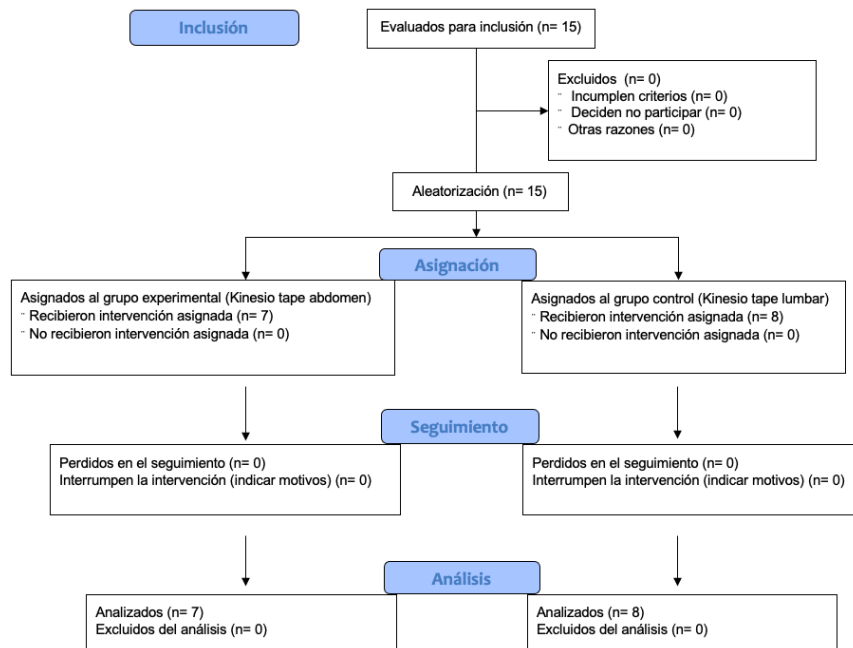 Inclusión
Evaluados para inclusión (n= 15)
Excluidos (n= 0)
¨ Incumplen criterios (n= 0)
¨ Deciden no participar (n= 0)
¨ Otras razones (n= 0)
Aleatorización (n= 15)
Asignación
Asignados al grupo experimental (Kinesio tape abdomen)
¨ Recibieron intervención asignada (n= 7)
¨ No recibieron intervención asignada (n= 0)
Asignados al grupo control (Kinesio tape lumbar)
¨ Recibieron intervención asignada (n= 8)
¨ No recibieron intervención asignada (n= 0)
Seguimiento
Perdidos en el seguimiento (n= 0)
Interrumpen la intervención (indicar motivos) (n= 0)
Perdidos en el seguimiento (n= 0)
Interrumpen la intervención (indicar motivos) (n= 0)
Análisis
Analizados (n= 7)
Excluidos del análisis (n= 0)
Analizados (n= 8)
Excluidos del análisis (n= 0)